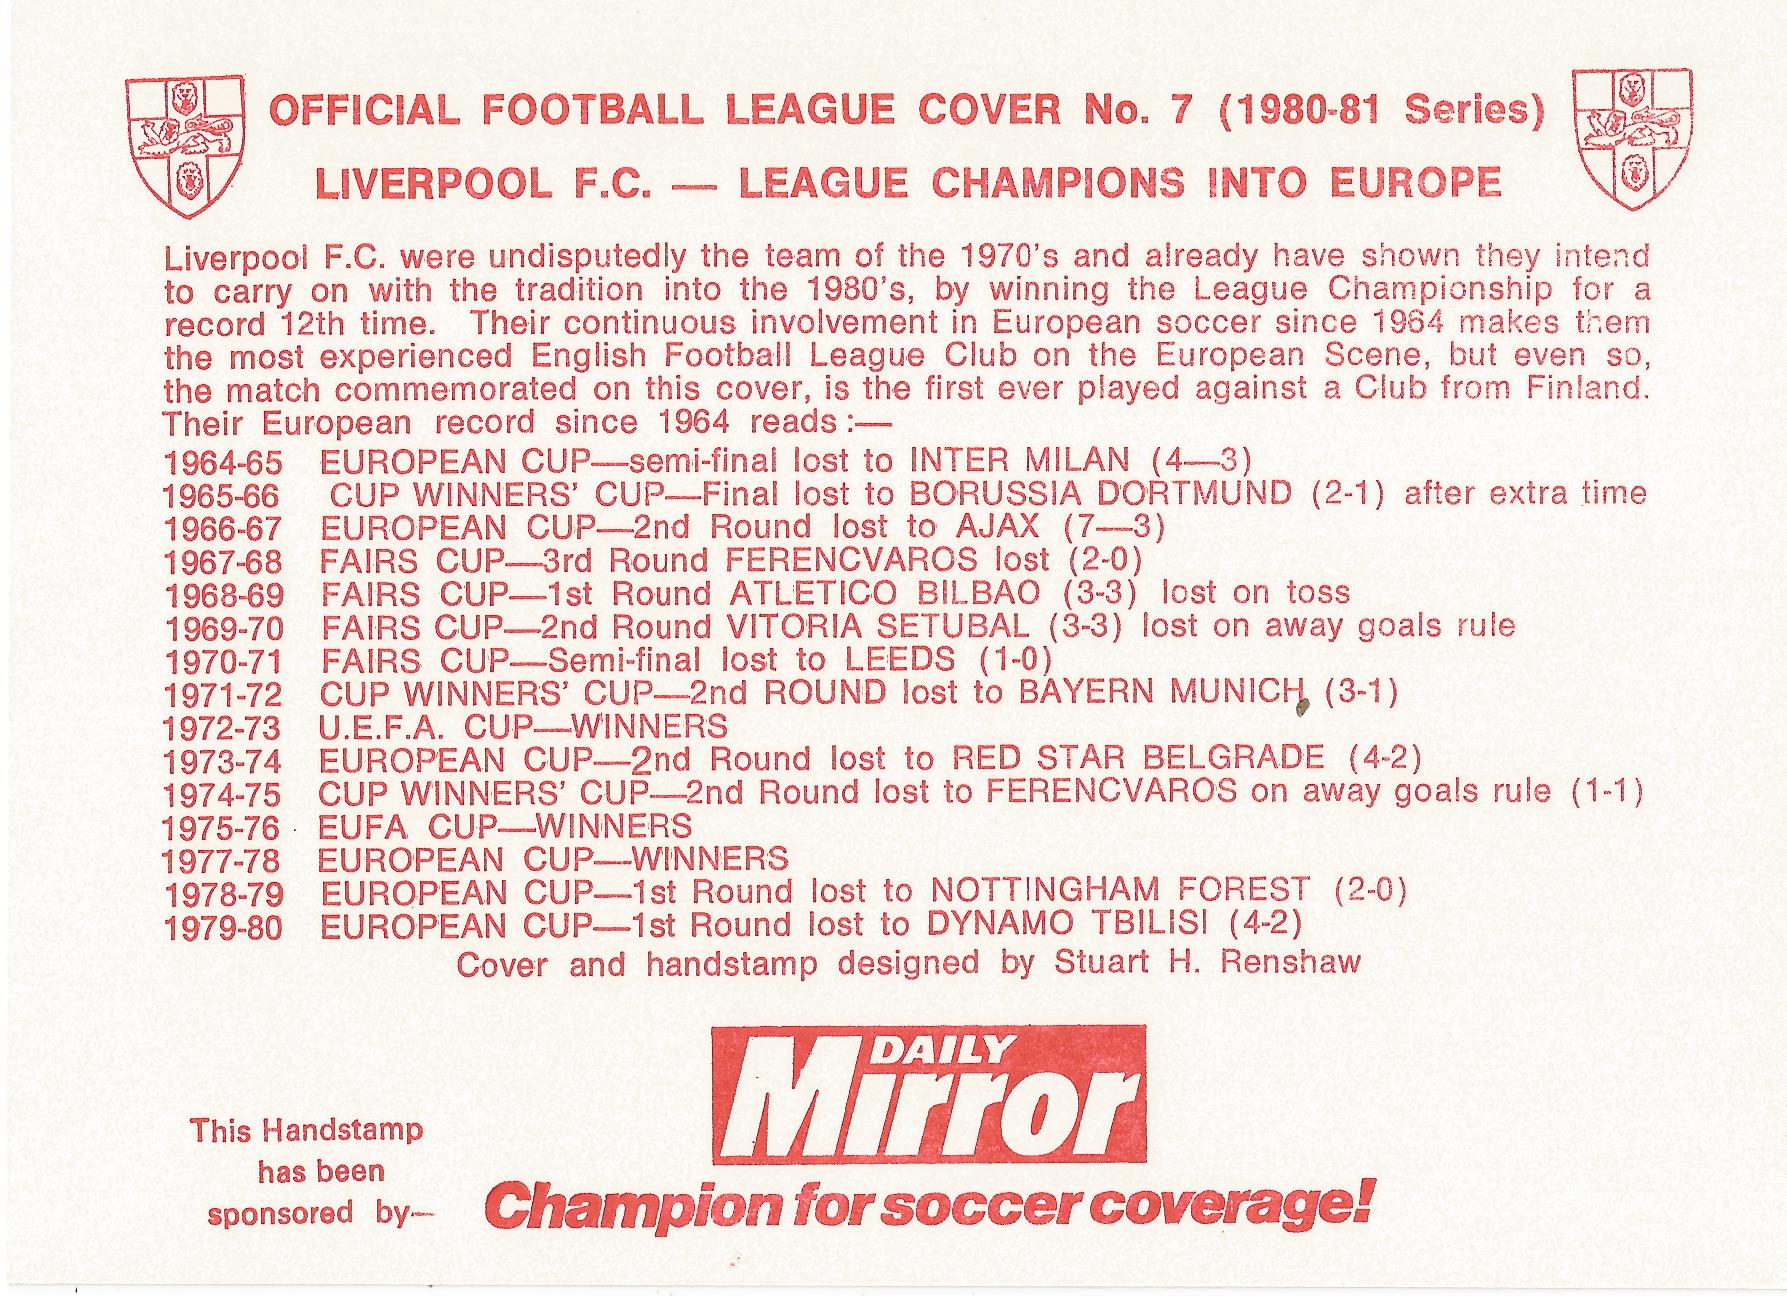 OFFICIAL FOOTBALL LEAGUE COVER No. 7 (1980-81 Series)
LIVERPOOL F.C. — LEAGUE CHAMPIONS INTO EUROPE
Liverpool F.C. were undisputedly the team of the 1970's and already have shown they intend
to carry on with the tradition into the 1980's, by winning the League Championship for a
record 12th time. Their continuous involvement in European soccer since 1964 makes them
the most experienced English Football League Club on the European Scene, but even so,
the match commemorated on this cover, is the first ever played against a Club from Finland.
Their European record since 1964 reads:—
1964-65 EUROPEAN CUP—semi-final lost to INTER MILAN (4—3)
1965-66 CUP WINNERS' CUP—Final lost to BORUSSIA DORTMUND (2-1) after extra time
1966-67 EUROPEAN CUP—2nd Round lost to AJAX (7—3)
1967-68 FAIRS CUP—3rd Round FERENCVAROS lost (2-0)
1968-69 FAIRS CUP—1st Round ATLETICO BILBAO (3-3) lost on toss
1969-70 FAIRS CUP—2nd Round VITORIA SETUBAL (3-3) lost on away goals rule
1970-71 FAIRS CUP—Semi-final lost to LEEDS (1-0)
1971-72 CUP WINNERS' CUP—2nd ROUND lost to BAYERN MUNICH (3-1)
1972-73 U.E.F.A. CUP—WINNERS
1973-74 EUROPEAN CUP—2nd Round lost to RED STAR BELGRADE (4-2)
1974-75 CUP WINNERS' CUP—2nd Round lost to FERENCVAROS on away goals rule (1-1)
1975-76 EUFA CUP—WINNERS
1977-78 EUROPEAN CUP—WINNERS
1978-79 EUROPEAN CUP—1st Round lost to NOTTINGHAM FOREST (2-0)
1979-80 EUROPEAN CUP—1st Round lost to DYNAMO TBILISI (4-2)
Cover and handstamp designed by Stuart H. Renshaw
This Handstamp
has been
sponsored by—
DAILY
Mirror
Champion for soccer coverage!